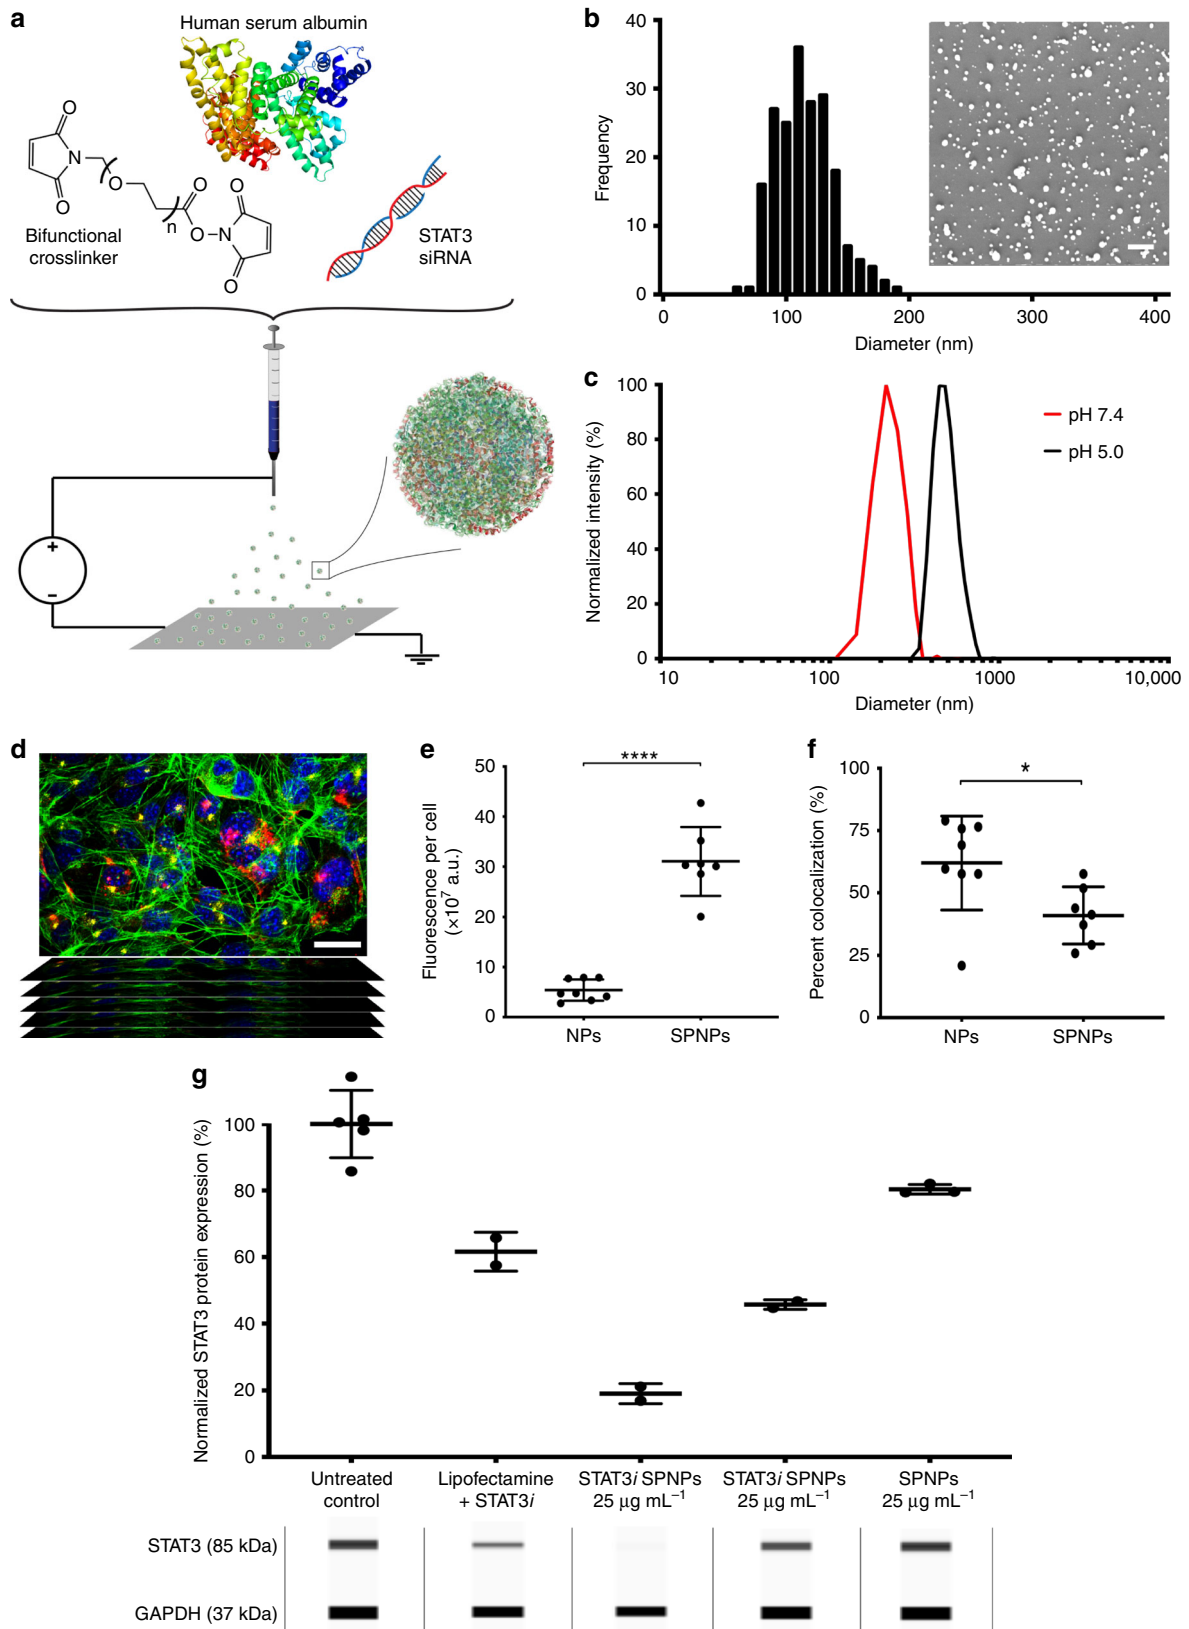 a
Human serum albumin
O
N
O
O
n
O
O
N
O
O
Bifunctional
crosslinker
STAT3
siRNA
+
−
b
40
30
20
10
0
Frequency
0
100
200
300
400
Diameter (nm)
c
100
80
60
40
20
0
Normalized intensity (%)
pH 7.4
pH 5.0
10
100
1000
10,000
Diameter (nm)
d
e
50
40
30
20
10
0
Fluorescence per cell
(×10⁷ a.u.)
****
NPs
SPNPs
f
100
75
50
25
0
Percent colocalization (%)
*
NPs
SPNPs
g
100
80
60
40
20
0
Normalized STAT3 protein expression (%)
Untreated
control
Lipofectamine
+ STAT3i
STAT3i SPNPs
25 μg mL⁻¹
STAT3i SPNPs
25 μg mL⁻¹
SPNPs
25 μg mL⁻¹
STAT3 (85 kDa)
GAPDH (37 kDa)